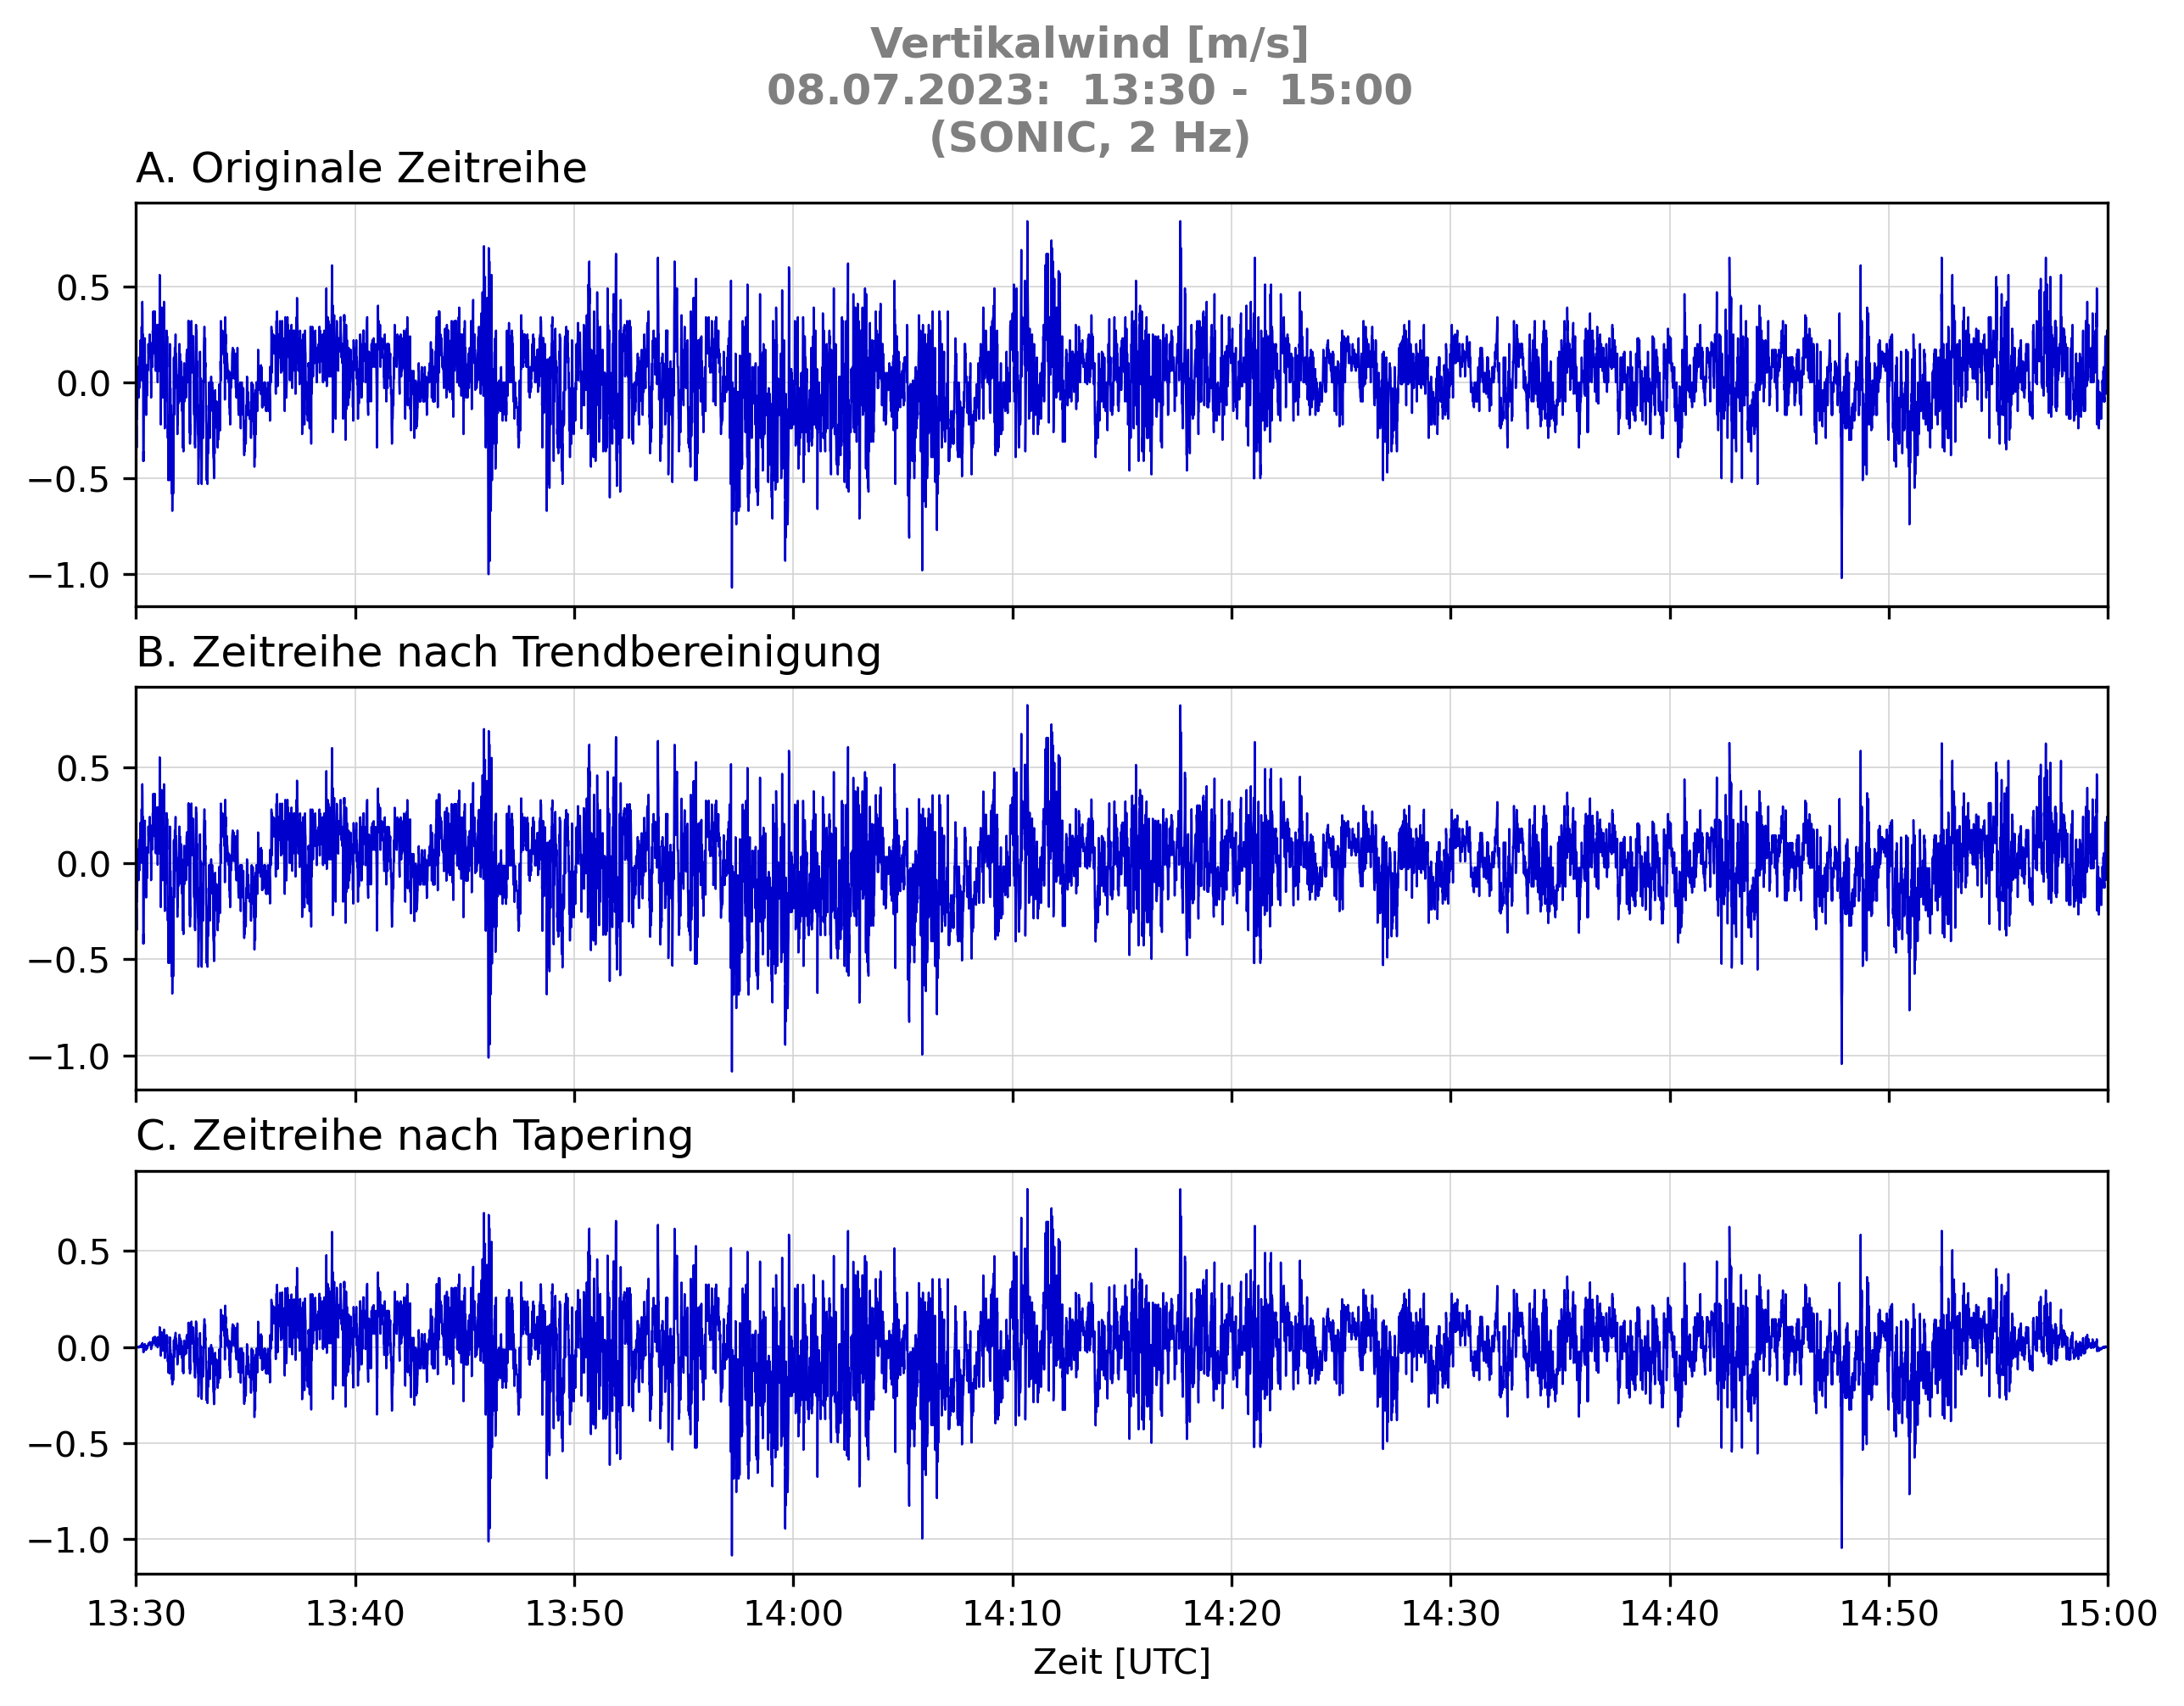 Vertikalwind [m/s]
08.07.2023:  13:30 -  15:00
(SONIC, 2 Hz)
A. Originale Zeitreihe
0.5
0.0
−0.5
−1.0
B. Zeitreihe nach Trendbereinigung
0.5
0.0
−0.5
−1.0
C. Zeitreihe nach Tapering
0.5
0.0
−0.5
−1.0
13:30 13:40 13:50 14:00 14:10 14:20 14:30 14:40 14:50 15:00
Zeit [UTC]